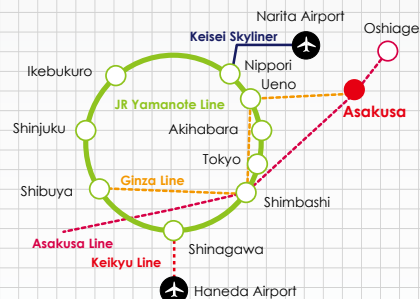 Narita Airport
Oshiage
Keisei Skyliner
Nippori
Ikebukuro
Ueno
JR Yamanote Line
Asakusa
Shinjuku
Akihabara
Tokyo
Ginza Line
Shibuya
Shimbashi
Asakusa Line
Shinagawa
Keikyu Line
Haneda Airport